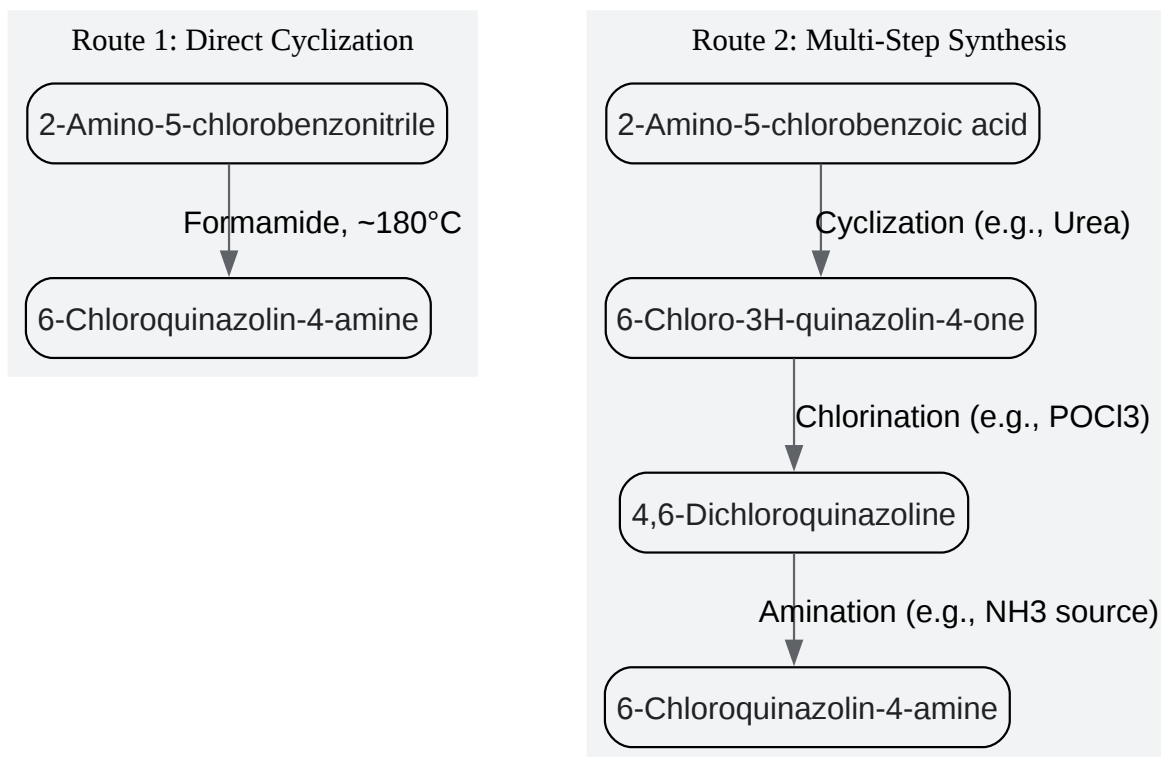 Route 1: Direct Cyclization
2-Amino-5-chlorobenzonitrile
Formamide, ~180°C
6-Chloroquinazolin-4-amine
Route 2: Multi-Step Synthesis
2-Amino-5-chlorobenzoic acid
Cyclization (e.g., Urea)
6-Chloro-3H-quinazolin-4-one
Chlorination (e.g., POCl3)
4,6-Dichloroquinazoline
Amination (e.g., NH3 source)
6-Chloroquinazolin-4-amine